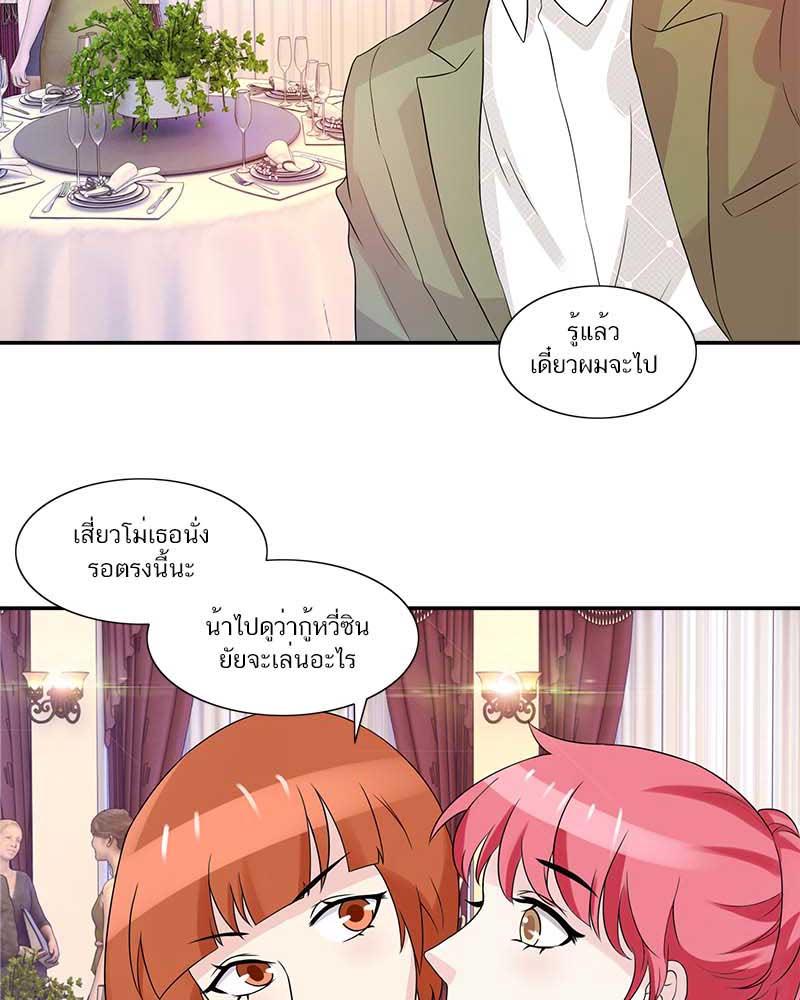 รู้แล้ว
เดี๋ยวผมจะไป
เสี่ยวโม่เธอนั่ง
รอตรงนี้นะ
น้าไปดูว่ากู้หวี่ซิน
ยัยจะเล่นอะไร